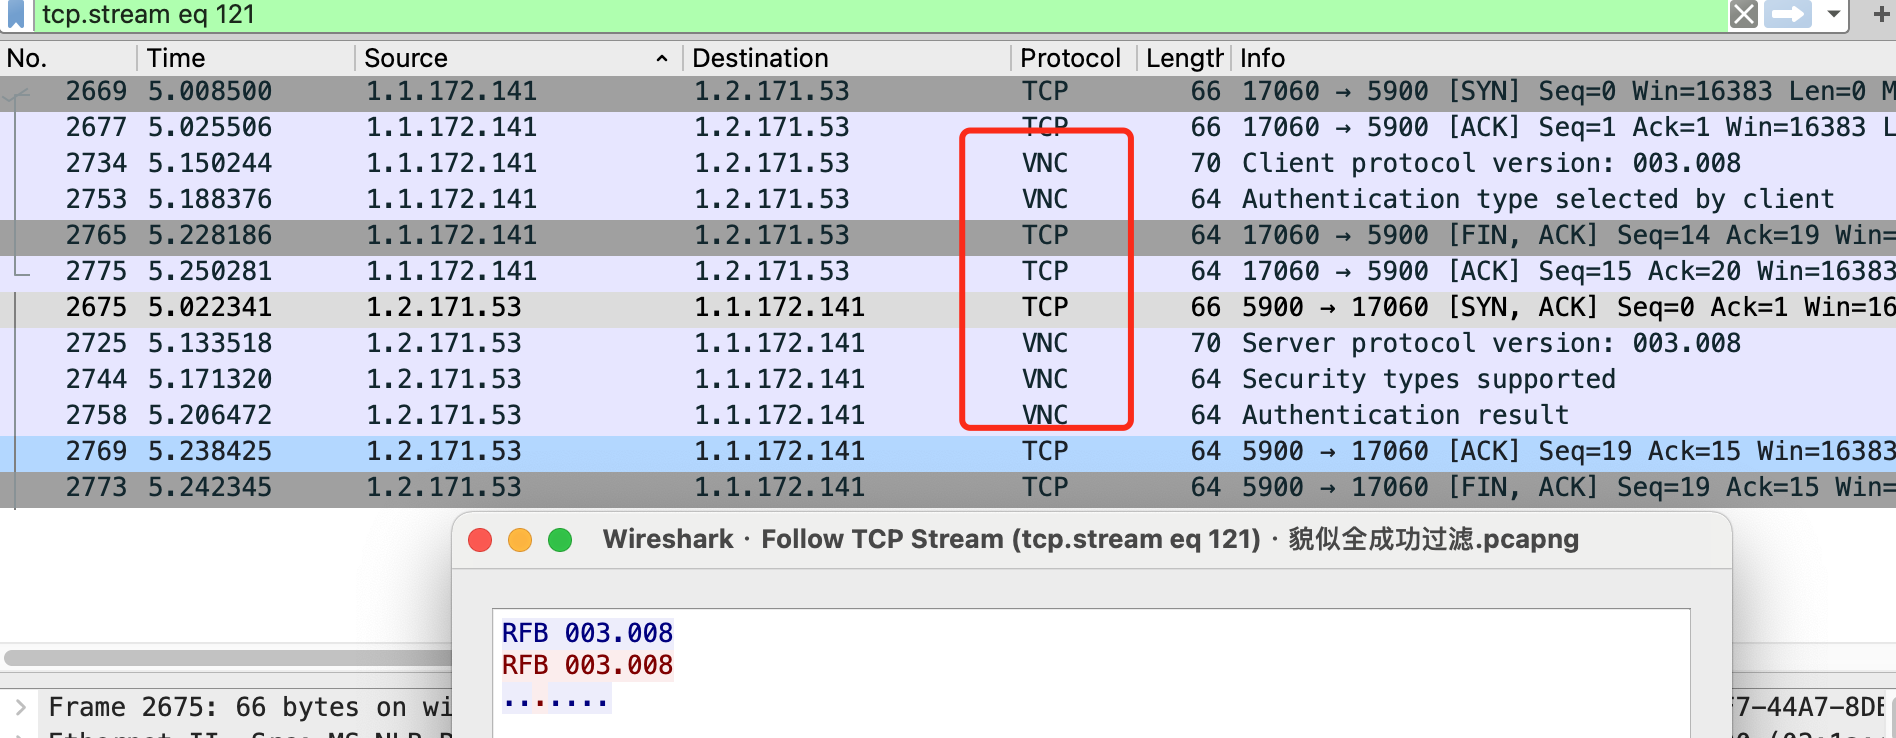 tcp.stream eq 121
No. Time Source Destination Protocol Length Info
2669 5.008500 1.1.172.141 1.2.171.53 TCP 66 17060 → 5900 [SYN] Seq=0 Win=16383 Len=0 M
2677 5.025506 1.1.172.141 1.2.171.53 TCP 66 17060 → 5900 [ACK] Seq=1 Ack=1 Win=16383 L
2734 5.150244 1.1.172.141 1.2.171.53 VNC 70 Client protocol version: 003.008
2753 5.188376 1.1.172.141 1.2.171.53 VNC 64 Authentication type selected by client
2765 5.228186 1.1.172.141 1.2.171.53 TCP 64 17060 → 5900 [FIN, ACK] Seq=14 Ack=19 Win=
2775 5.250281 1.1.172.141 1.2.171.53 TCP 64 17060 → 5900 [ACK] Seq=15 Ack=20 Win=16383
2675 5.022341 1.2.171.53 1.1.172.141 TCP 66 5900 → 17060 [SYN, ACK] Seq=0 Ack=1 Win=16
2725 5.133518 1.2.171.53 1.1.172.141 VNC 70 Server protocol version: 003.008
2744 5.171320 1.2.171.53 1.1.172.141 VNC 64 Security types supported
2758 5.206472 1.2.171.53 1.1.172.141 VNC 64 Authentication result
2769 5.238425 1.2.171.53 1.1.172.141 TCP 64 5900 → 17060 [ACK] Seq=19 Ack=15 Win=16383
2773 5.242345 1.2.171.53 1.1.172.141 TCP 64 5900 → 17060 [FIN, ACK] Seq=19 Ack=15 Win=
Wireshark · Follow TCP Stream (tcp.stream eq 121) · 貌似全成功过滤.pcapng
RFB 003.008
RFB 003.008
.......
Frame 2675: 66 bytes on wi 7-44A7-8DE